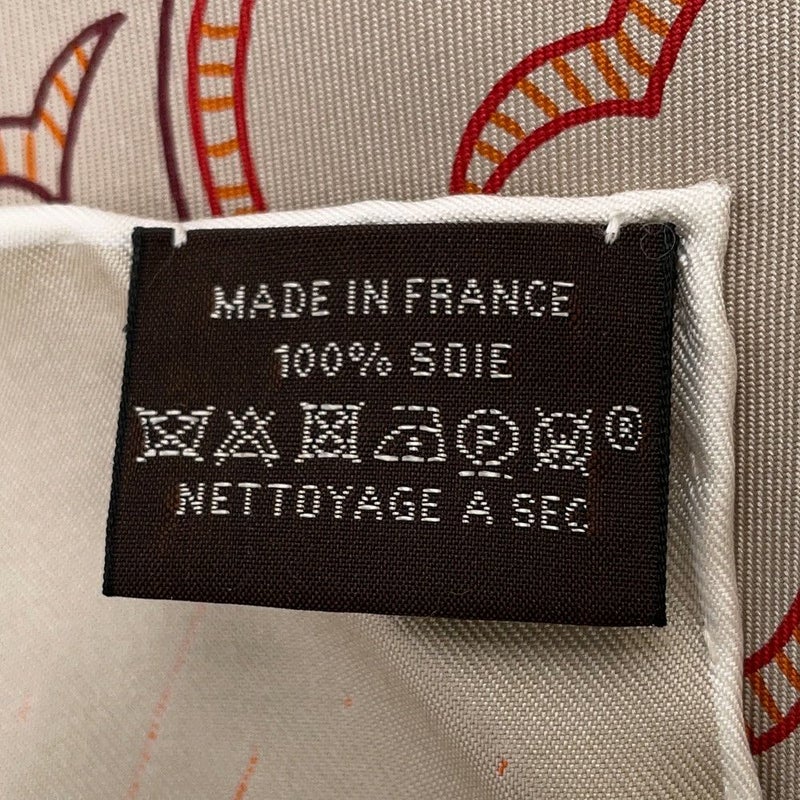 MADE IN FRANCE
100% SOIE
P ®
NETTOYAGE A SEC